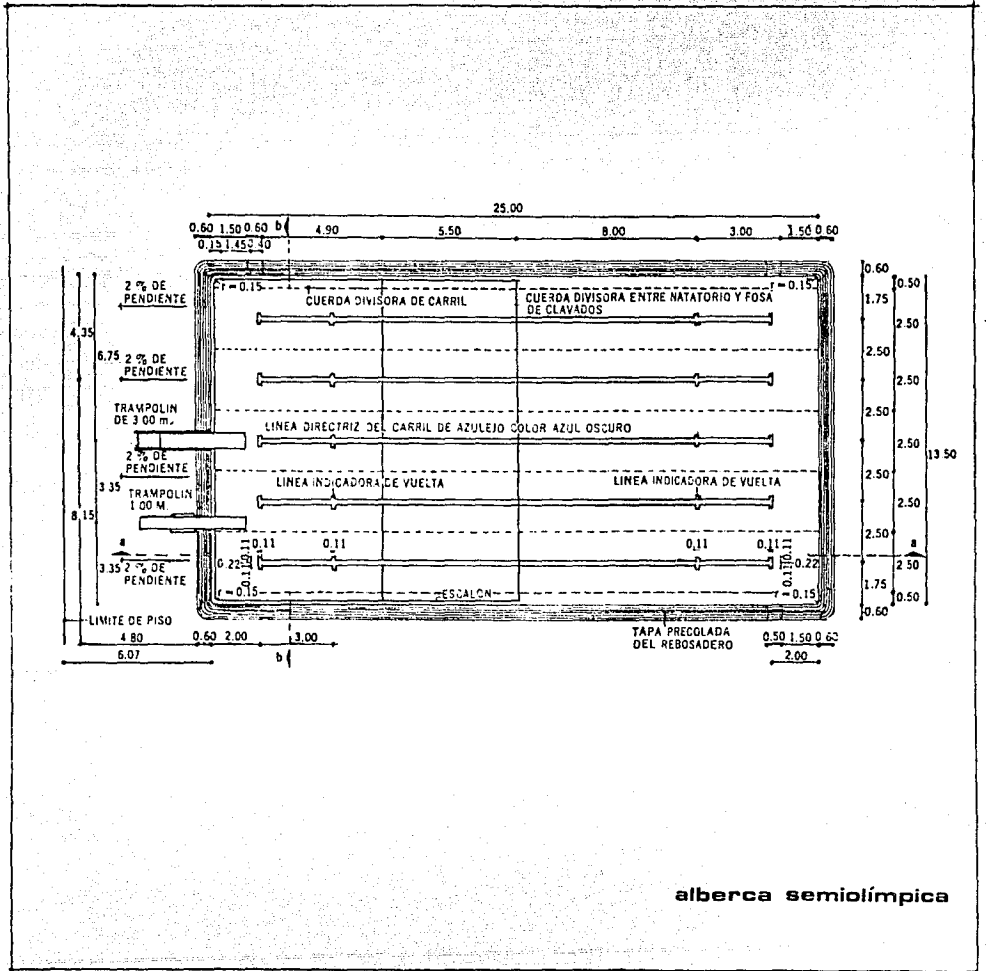 25.00
0.60 1.50 0.60 b 4.90 5.50 8.00 3.00 1.50 0.60
0.15 1.45 0.40
2 % DE
PENDIENTE
r = 0.15
CUERDA DIVISORA DE CARRIL
CUERDA DIVISORA ENTRE NATATORIO Y FOSA
DE CLAVADOS
r = 0.15
0.60
0.50
1.75
2.50
4.35
6.75
2 % DE
PENDIENTE
2.50
2.50
TRAMPOLIN
DE 3.00 m.
LINEA DIRECTRIZ DEL CARRIL DE AZULEJO COLOR AZUL OSCURO
2.50
2.50
13.50
2 % DE
PENDIENTE
3.35
LINEA INDICADORA DE VUELTA
LINEA INDICADORA DE VUELTA
2.50
TRAMPOLIN
1.00 M.
8.15
2.50
2.50
a
0.11 0.11 0.11 0.11 0.11 0.11
a
3.35
2 % DE
PENDIENTE
0.22
0.11
0.11
0.22
2.50
r = 0.15
ESCALON
r = 0.15
1.75
0.50
0.60
LIMITE DE PISO
4.80 0.60 2.00 3.00
TAPA PRECOLADA
DEL REBOSADERO
0.50 1.50 0.60
6.07
b
2.00
alberca semiolímpica